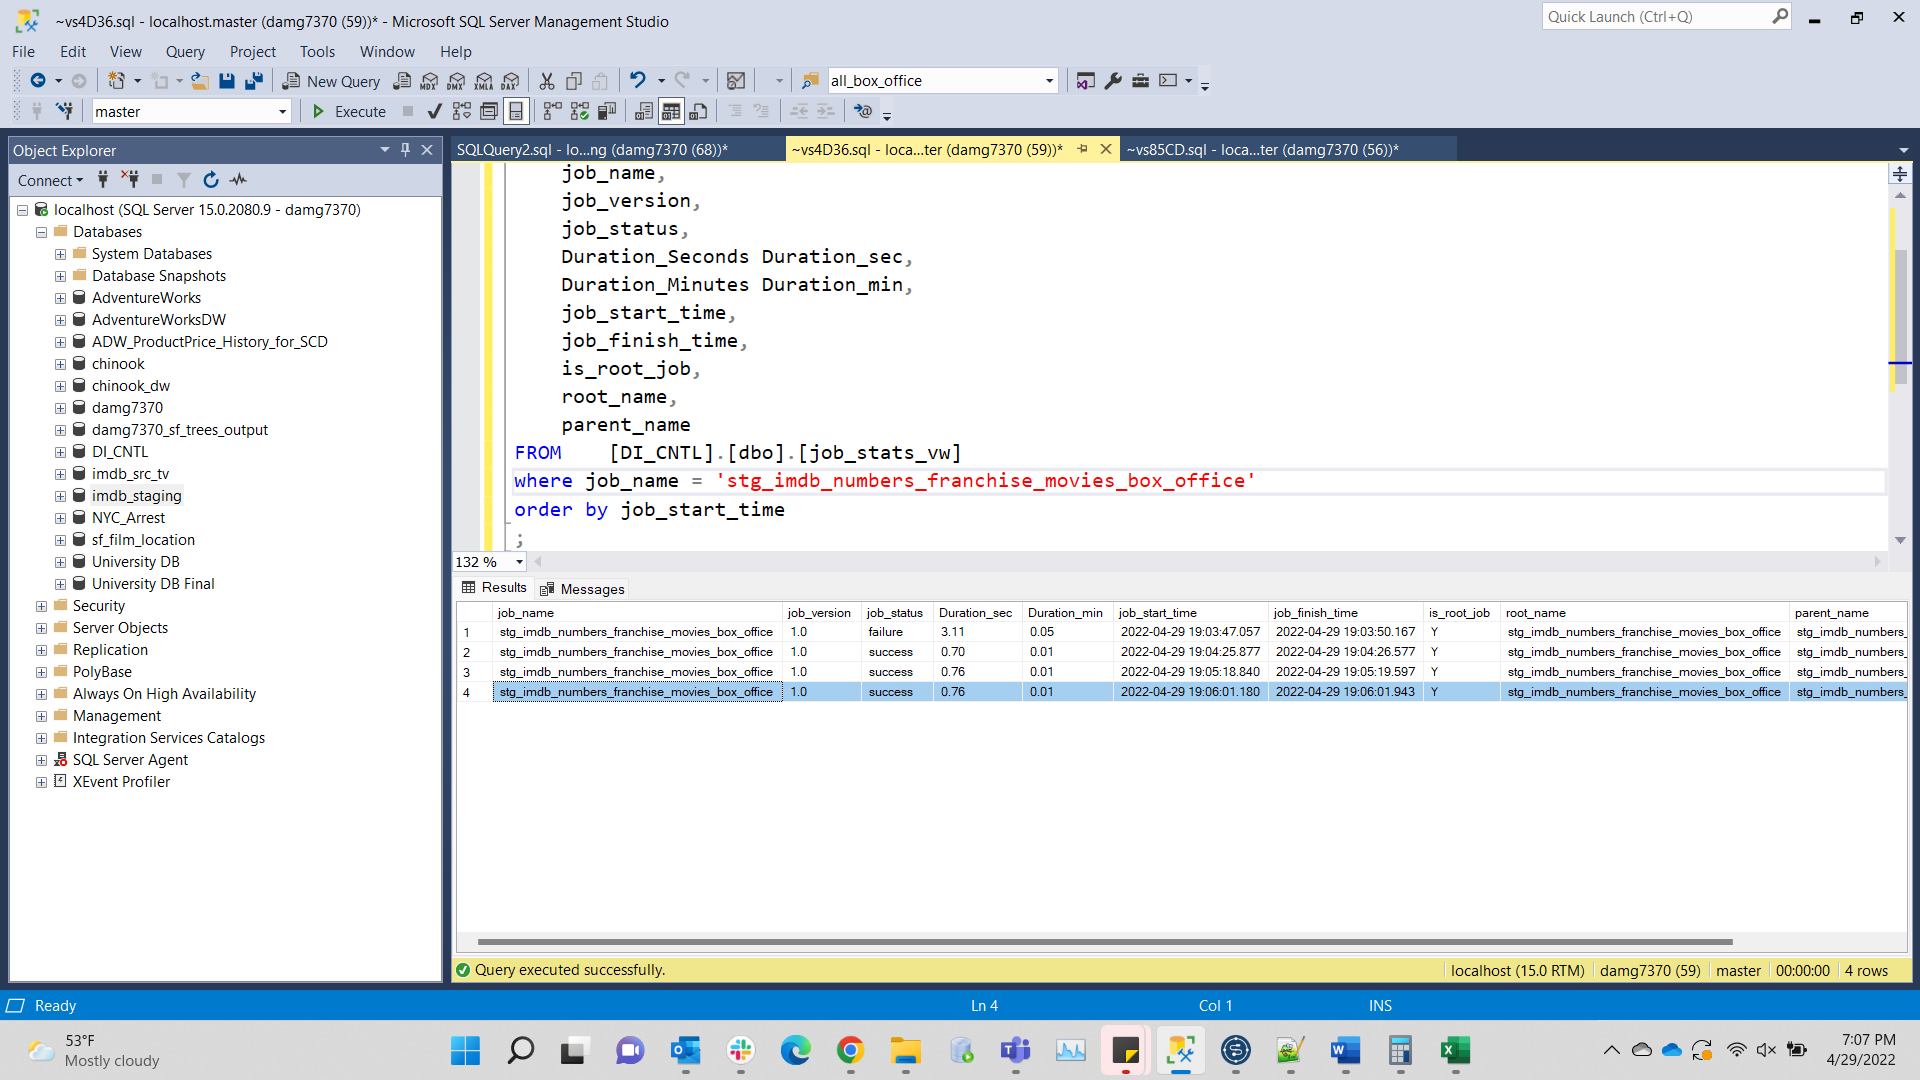 ~vs4D36.sql - localhost.master (damg7370 (59))* - Microsoft SQL Server Management Studio
Quick Launch (Ctrl+Q)
File Edit View Query Project Tools Window Help
New Query MDX DMX XMLA DAX all_box_office
master Execute
Object Explorer
Connect
localhost (SQL Server 15.0.2080.9 - damg7370)
Databases
System Databases
Database Snapshots
AdventureWorks
AdventureWorksDW
ADW_ProductPrice_History_for_SCD
chinook
chinook_dw
damg7370
damg7370_sf_trees_output
DI_CNTL
imdb_src_tv
imdb_staging
NYC_Arrest
sf_film_location
University DB
University DB Final
Security
Server Objects
Replication
PolyBase
Always On High Availability
Management
Integration Services Catalogs
SQL Server Agent
XEvent Profiler
SQLQuery2.sql - lo...ng (damg7370 (68))* ~vs4D36.sql - loca...ter (damg7370 (59))* ~vs85CD.sql - loca...ter (damg7370 (56))*
job_name,
job_version,
job_status,
Duration_Seconds Duration_sec,
Duration_Minutes Duration_min,
job_start_time,
job_finish_time,
is_root_job,
root_name,
parent_name
FROM [DI_CNTL].[dbo].[job_stats_vw]
where job_name = 'stg_imdb_numbers_franchise_movies_box_office'
order by job_start_time
;
132 %
Results Messages
job_name job_version job_status Duration_sec Duration_min job_start_time job_finish_time is_root_job root_name parent_name
1 stg_imdb_numbers_franchise_movies_box_office 1.0 failure 3.11 0.05 2022-04-29 19:03:47.057 2022-04-29 19:03:50.167 Y stg_imdb_numbers_franchise_movies_box_office stg_imdb_numbers_
2 stg_imdb_numbers_franchise_movies_box_office 1.0 success 0.70 0.01 2022-04-29 19:04:25.877 2022-04-29 19:04:26.577 Y stg_imdb_numbers_franchise_movies_box_office stg_imdb_numbers_
3 stg_imdb_numbers_franchise_movies_box_office 1.0 success 0.76 0.01 2022-04-29 19:05:18.840 2022-04-29 19:05:19.597 Y stg_imdb_numbers_franchise_movies_box_office stg_imdb_numbers_
4 stg_imdb_numbers_franchise_movies_box_office 1.0 success 0.76 0.01 2022-04-29 19:06:01.180 2022-04-29 19:06:01.943 Y stg_imdb_numbers_franchise_movies_box_office stg_imdb_numbers_
Query executed successfully. localhost (15.0 RTM) damg7370 (59) master 00:00:00 4 rows
Ready Ln 4 Col 1 INS
53°F
Mostly cloudy
7:07 PM
4/29/2022